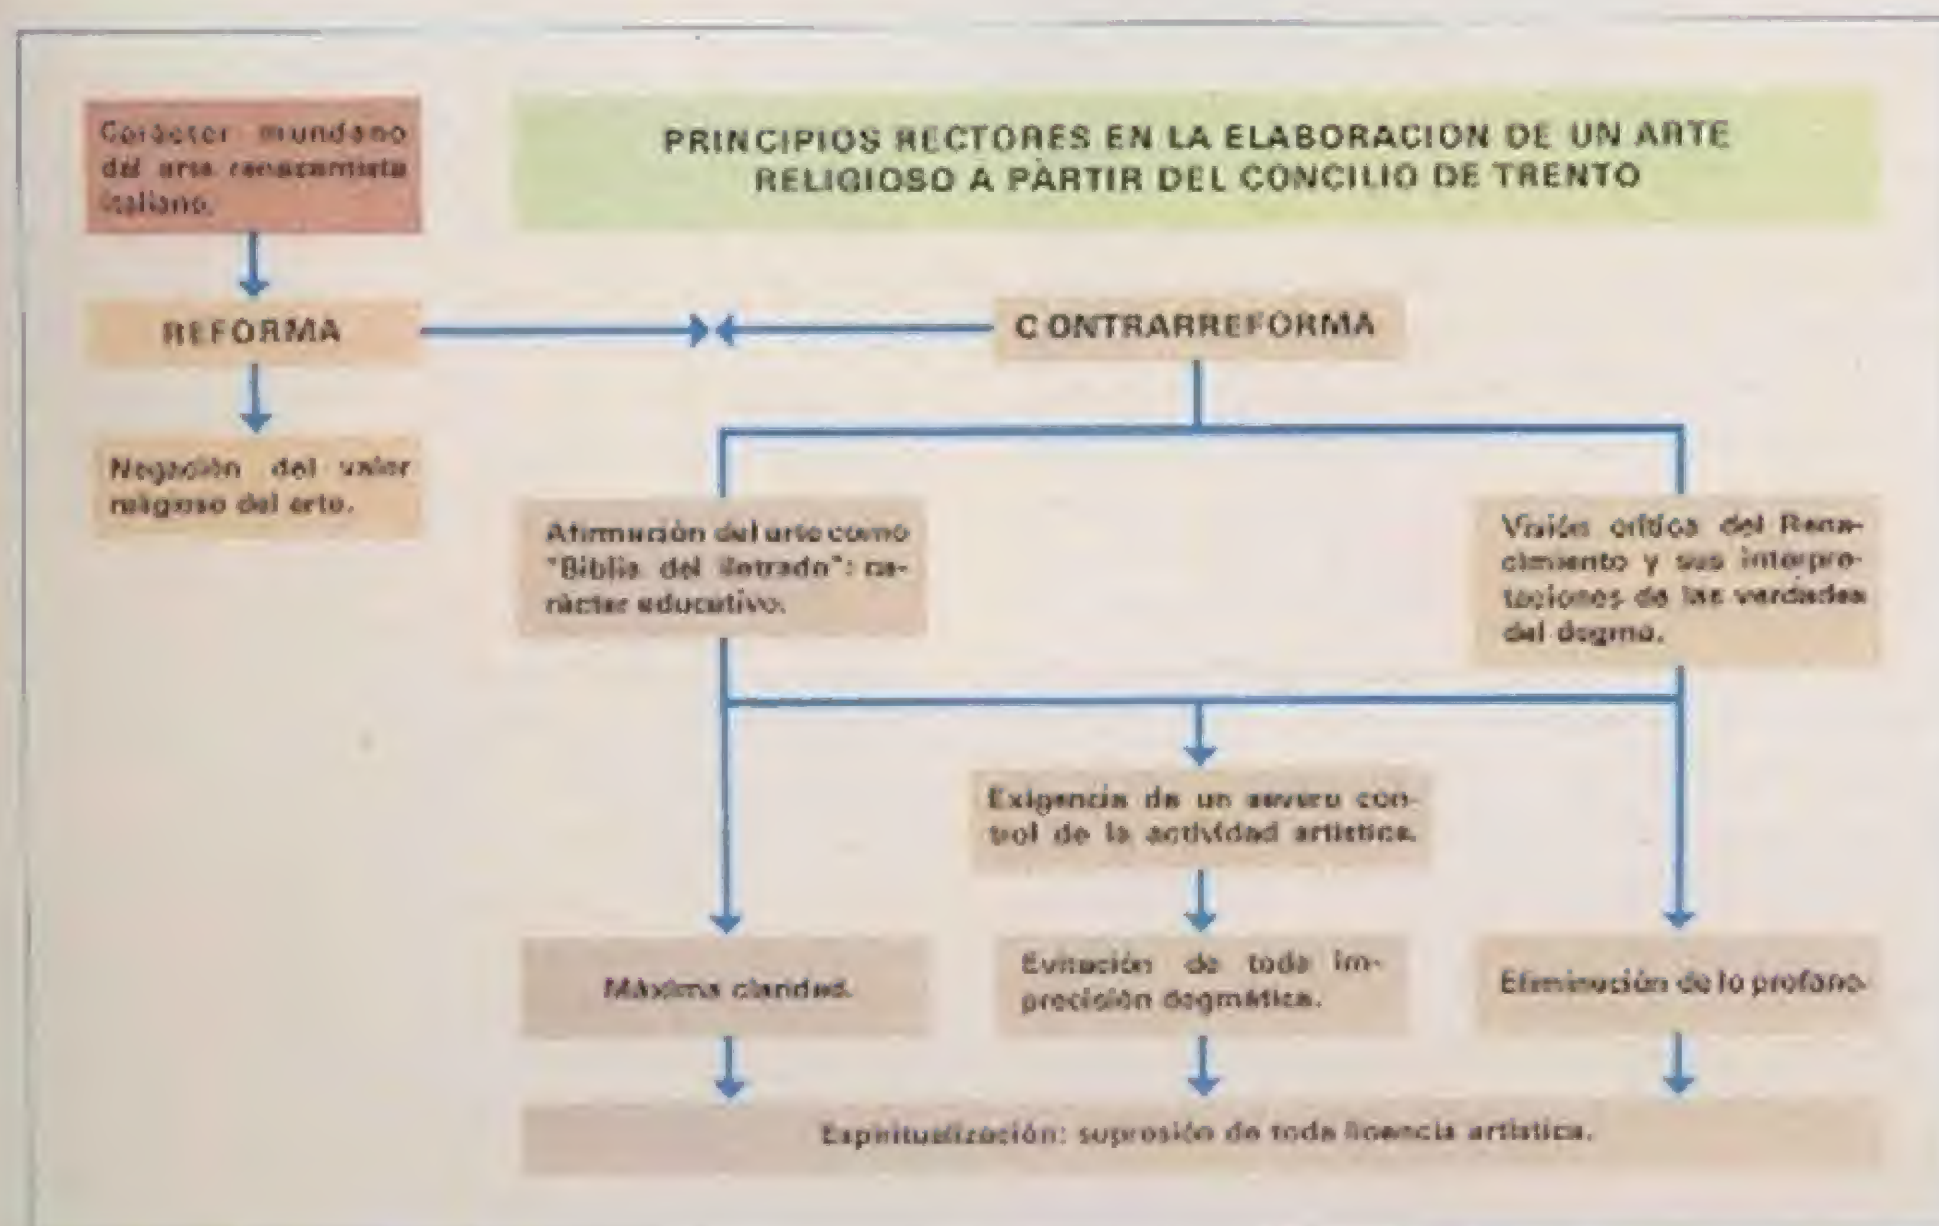 Carácter mundano
del arte renacentista
italiano.
PRINCIPIOS RECTORES EN LA ELABORACION DE UN ARTE
RELIGIOSO A PARTIR DEL CONCILIO DE TRENTO
REFORMA
CONTRARREFORMA
Negación del valor
religioso del arte.
Afirmación del arte como
"Biblia del iletrado": ca-
rácter educativo.
Visión crítica del Rena-
cimiento y sus interpre-
taciones de las verdades
del dogma.
Exigencia de un severo con-
trol de la actividad artística.
Máxima claridad.
Evitación de toda im-
precisión dogmática.
Eliminación de lo profano.
Espiritualización: supresión de toda licencia artística.